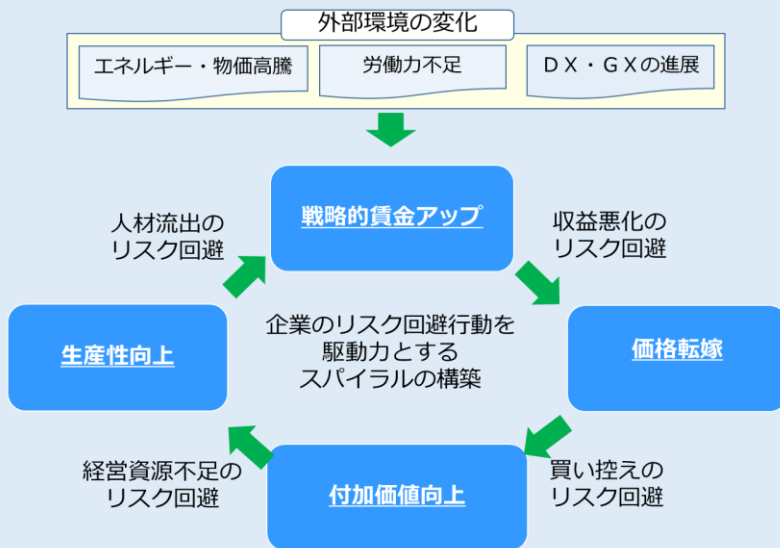 外部環境の変化
エネルギー・物価高騰
労働力不足
ＤＸ・ＧＸの進展
戦略的賃金アップ
人材流出の
リスク回避
収益悪化の
リスク回避
生産性向上
企業のリスク回避行動を
駆動力とする
スパイラルの構築
価格転嫁
経営資源不足の
リスク回避
付加価値向上
買い控えの
リスク回避